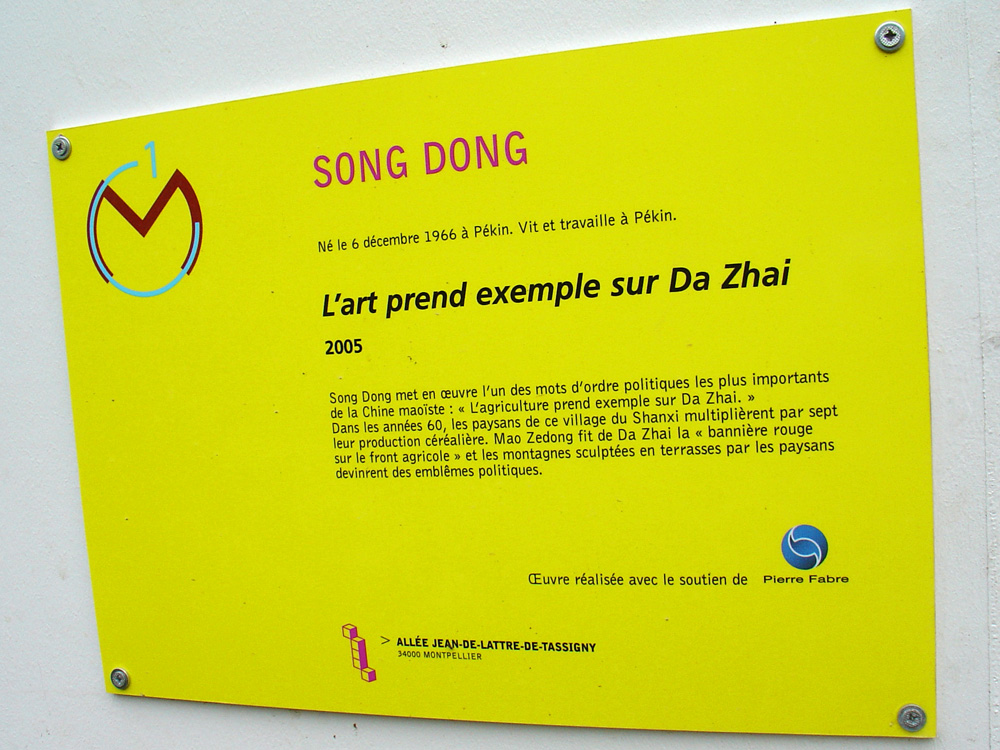 1
SONG DONG
Né le 6 décembre 1966 à Pékin. Vit et travaille à Pékin.
L'art prend exemple sur Da Zhai
2005
Song Dong met en œuvre l'un des mots d'ordre politiques les plus importants
de la Chine maoïste : « L'agriculture prend exemple sur Da Zhai. »
Dans les années 60, les paysans de ce village du Shanxi multiplièrent par sept
leur production céréalière. Mao Zedong fit de Da Zhai la « bannière rouge
sur le front agricole » et les montagnes sculptées en terrasses par les paysans
devinrent des emblêmes politiques.
Œuvre réalisée avec le soutien de Pierre Fabre
> ALLÉE JEAN-DE-LATTRE-DE-TASSIGNY
34000 MONTPELLIER